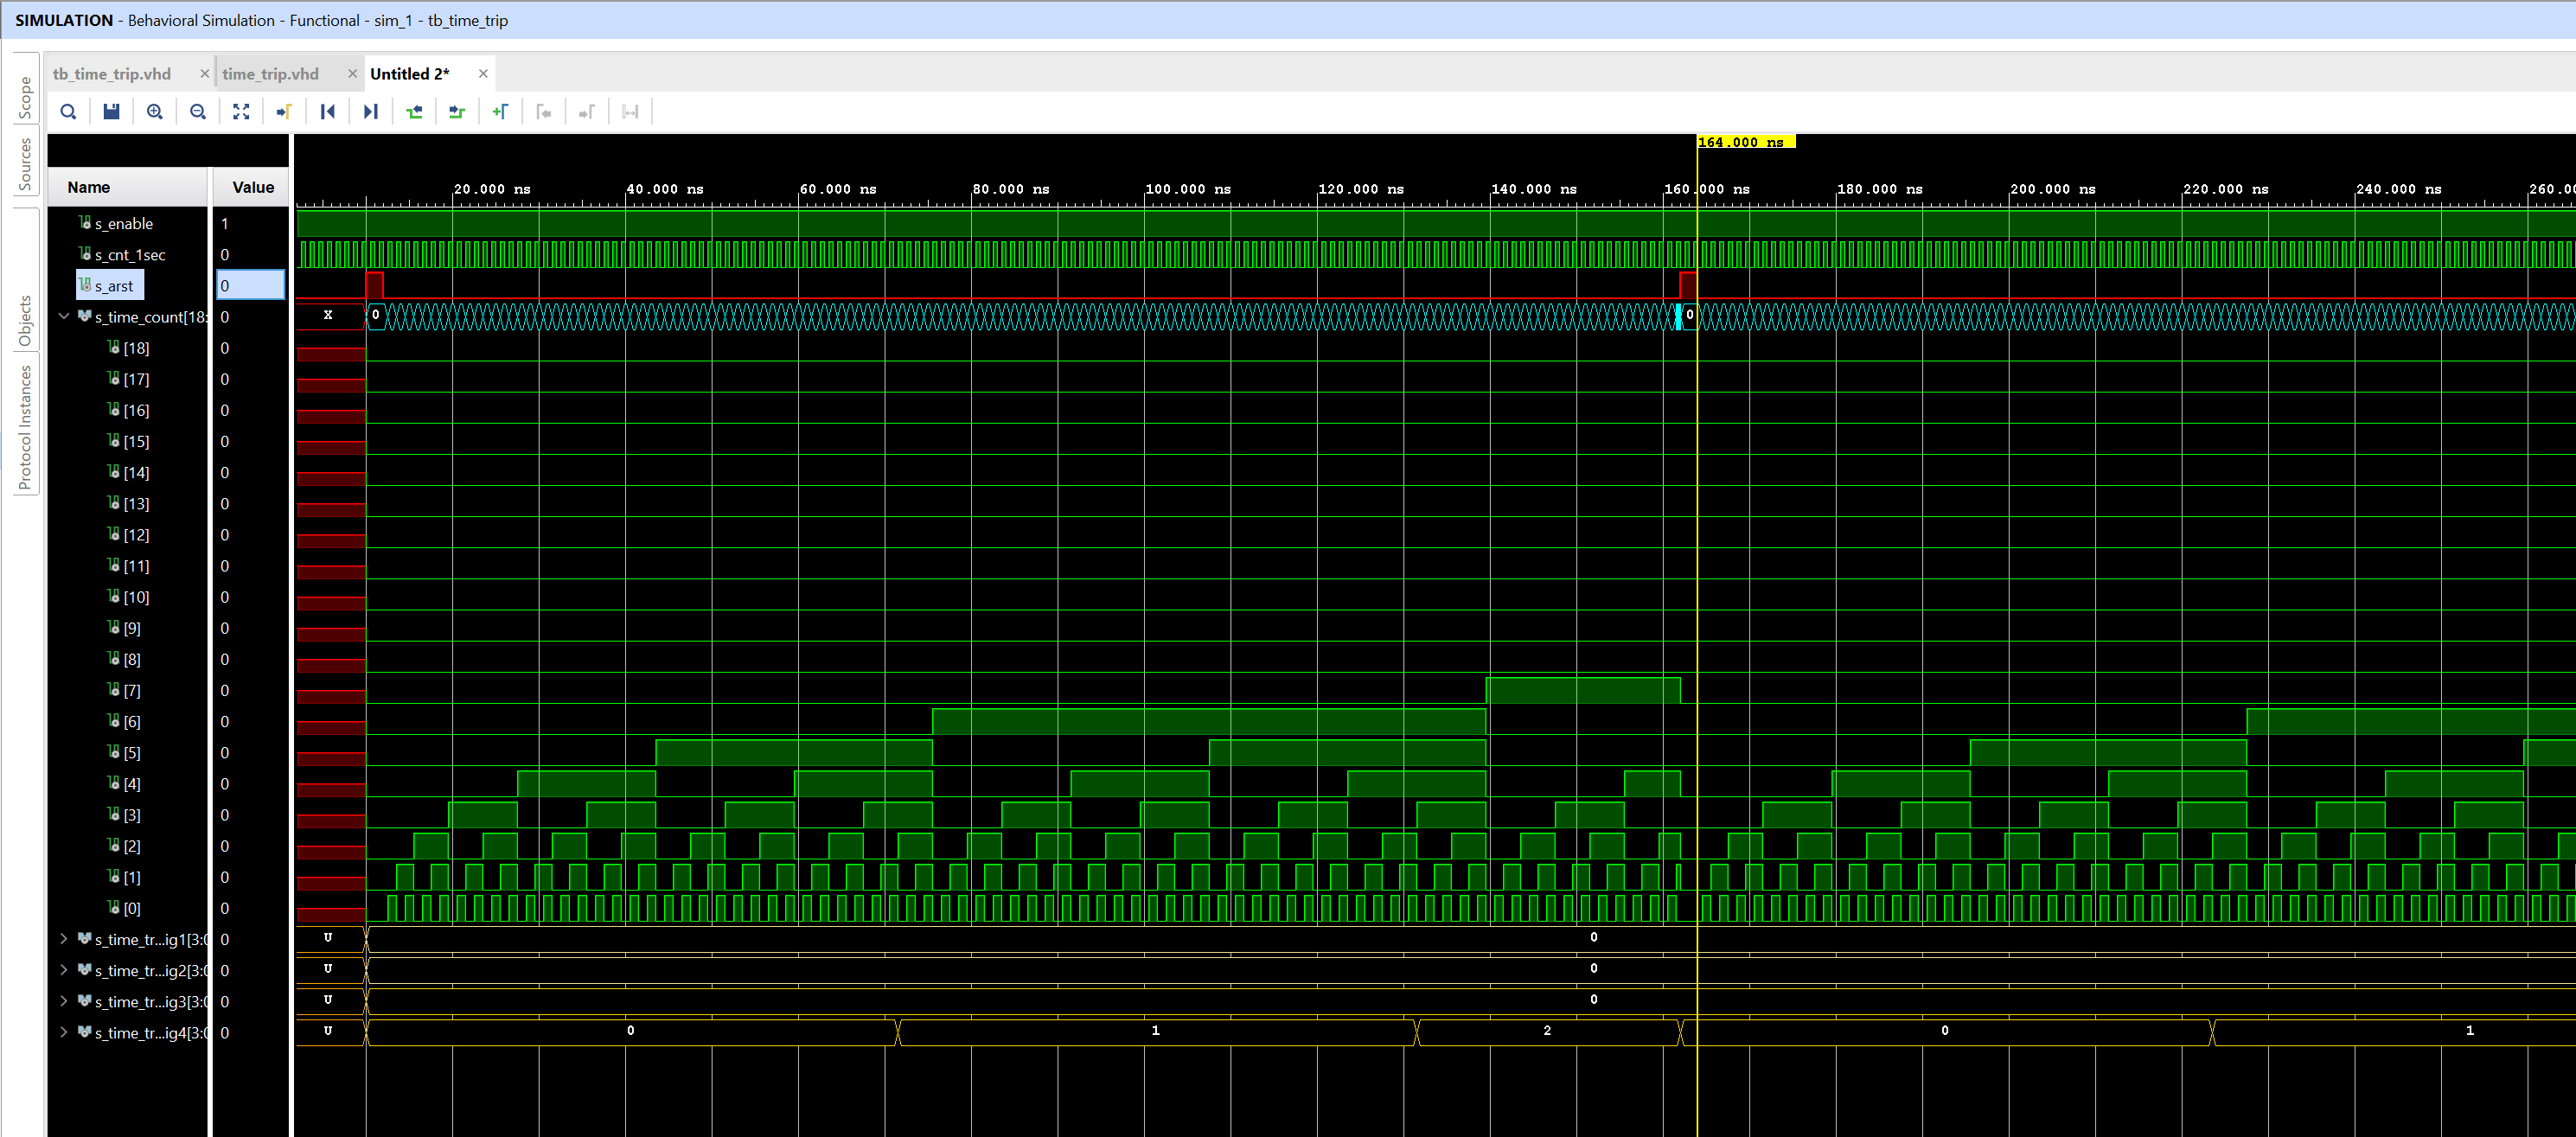 SIMULATION - Behavioral Simulation - Functional - sim_1 - tb_time_trip
Scope
Sources
Objects
Protocol Instances
tb_time_trip.vhd
time_trip.vhd
Untitled 2*
164.000 ns
Name Value
20.000 ns 40.000 ns 60.000 ns 80.000 ns 100.000 ns 120.000 ns 140.000 ns 160.000 ns 180.000 ns 200.000 ns 220.000 ns 240.000 ns 260.0
s_enable 1
s_cnt_1sec 0
s_arst 0
s_time_count[18: 0 X 0 0
[18] 0
[17] 0
[16] 0
[15] 0
[14] 0
[13] 0
[12] 0
[11] 0
[10] 0
[9] 0
[8] 0
[7] 0
[6] 0
[5] 0
[4] 0
[3] 0
[2] 0
[1] 0
[0] 0
s_time_tr...ig1[3:0 0 U 0
s_time_tr...ig2[3:0 0 U 0
s_time_tr...ig3[3:0 0 U 0
s_time_tr...ig4[3:0 0 U 0 1 2 0 1